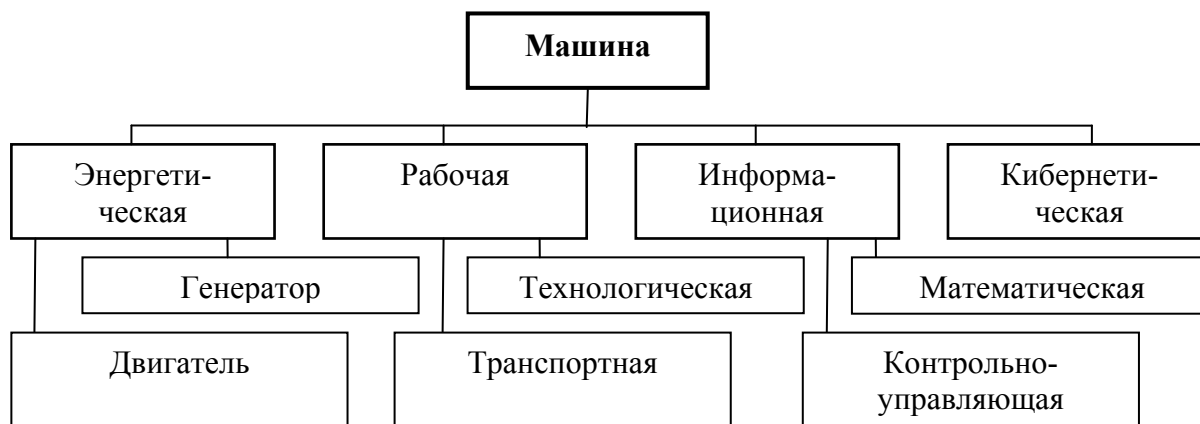 Машина
Энергети-
ческая
Рабочая
Информа-
ционная
Кибернети-
ческая
Генератор
Технологическая
Математическая
Двигатель
Транспортная
Контрольно-
управляющая